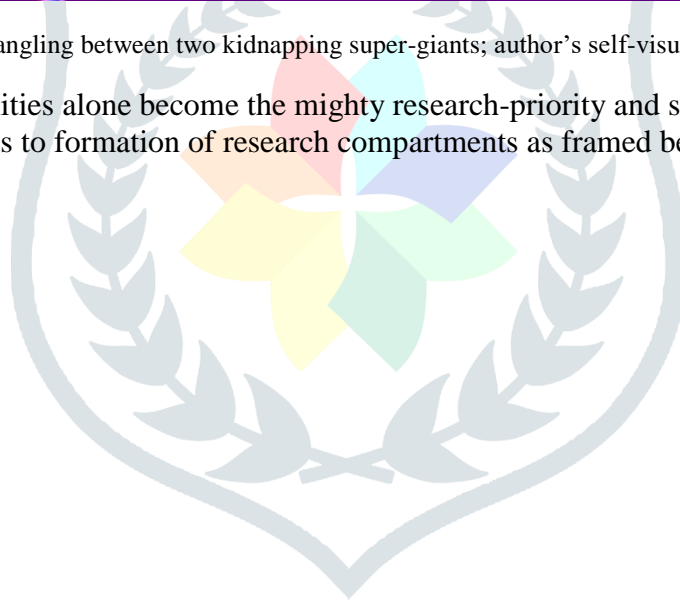 angling between two kidnapping super-giants; author's self-visu
ities alone become the mighty research-priority and s
s to formation of research compartments as framed be